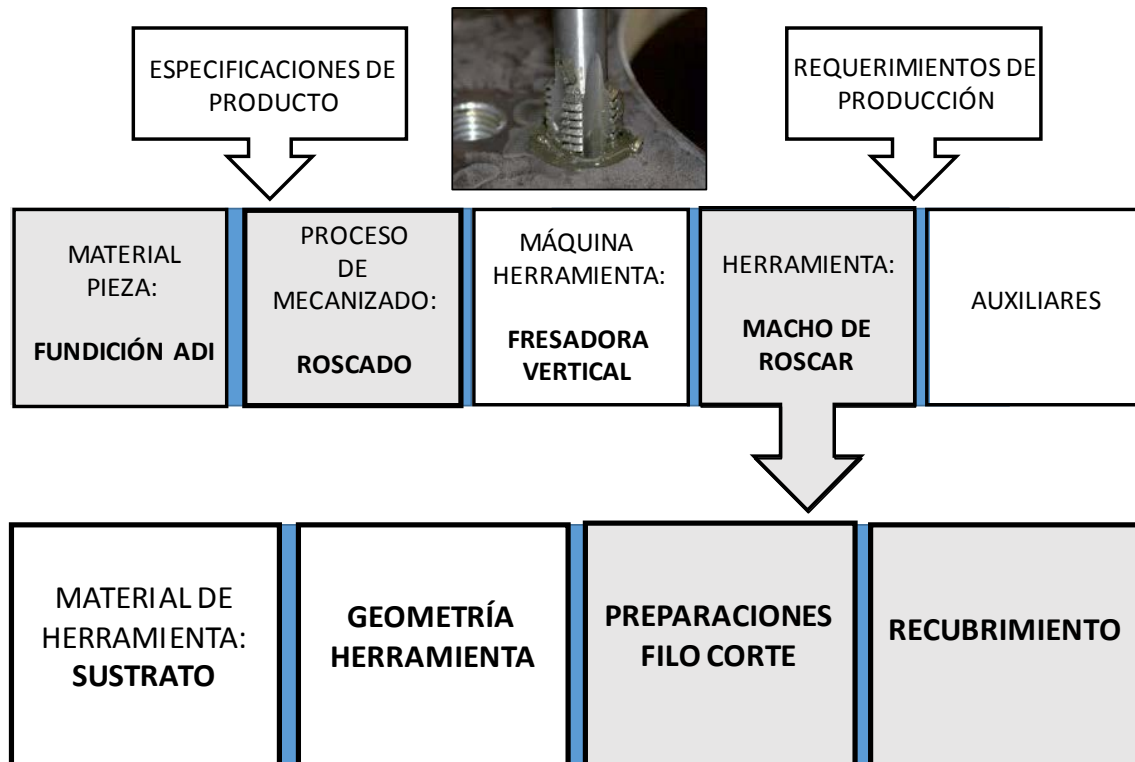 ESPECIFICACIONES DE
PRODUCTO
REQUERIMIENTOS DE
PRODUCCIÓN
MATERIAL
PIEZA:
FUNDICIÓN ADI
PROCESO
DE
MECANIZADO:
ROSCADO
MÁQUINA
HERRAMIENTA:
FRESADORA
VERTICAL
HERRAMIENTA:
MACHO DE
ROSCAR
AUXILIARES
MATERIAL DE
HERRAMIENTA:
SUSTRATO
GEOMETRÍA
HERRAMIENTA
PREPARACIONES
FILO CORTE
RECUBRIMIENTO